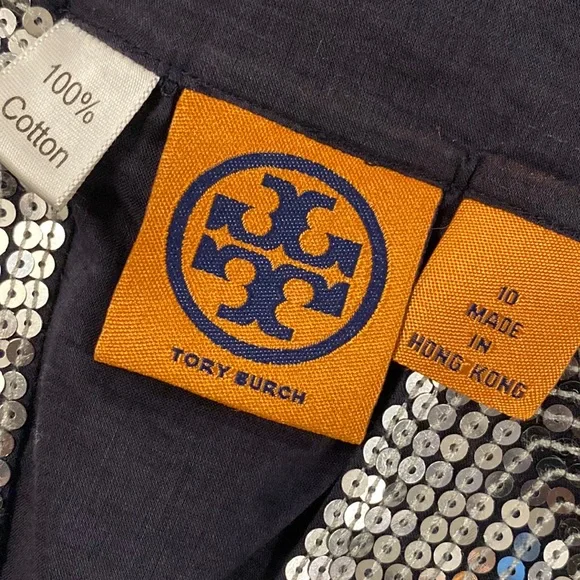 100%
Cotton
TORY BURCH
10
MADE
IN
HONG KONG